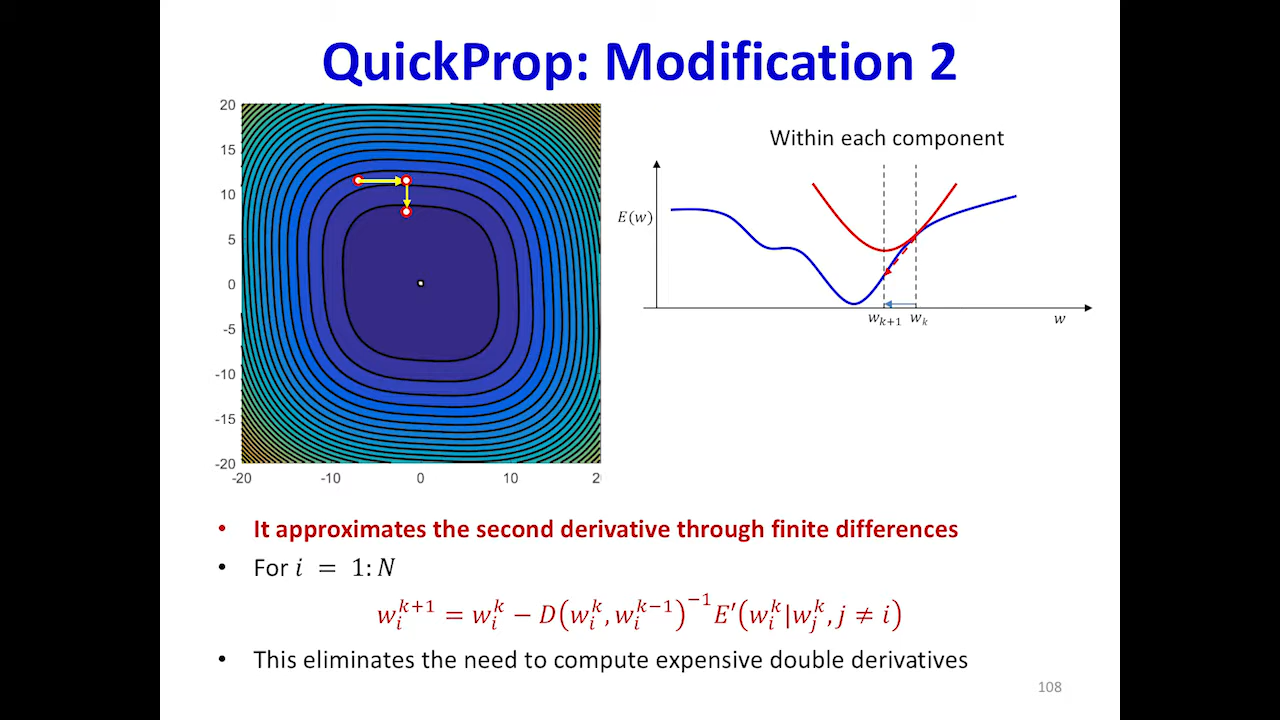 QuickProp: Modification 2
20
15
10
5
0
-5
-10
-15
-20
-20 -10 0 10 2
Within each component
E(w)
w_{k+1} w_k w
• It approximates the second derivative through finite differences
• For i = 1:N
w_i^{k+1} = w_i^k − D(w_i^k, w_i^{k−1})^{−1} E′(w_i^k|w_j^k, j ≠ i)
• This eliminates the need to compute expensive double derivatives
108